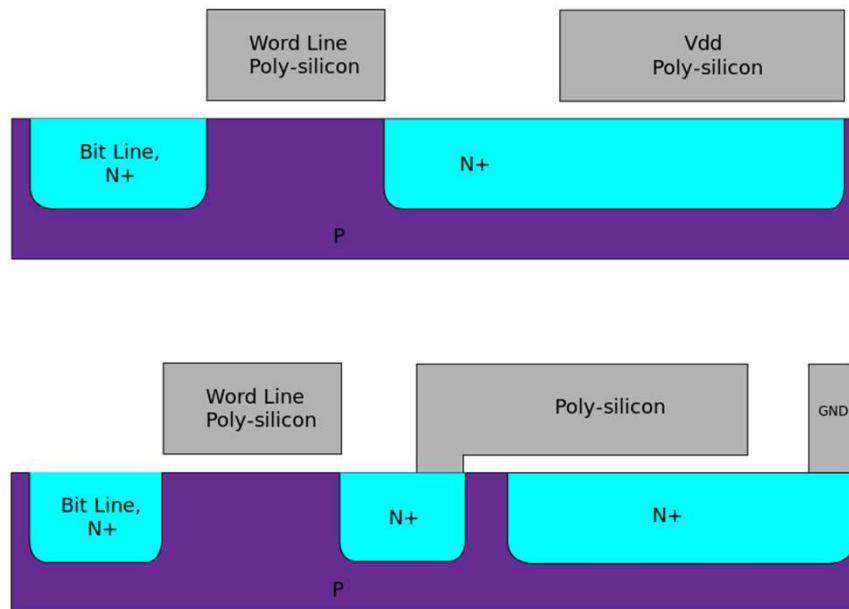 Word Line
Poly-silicon
Vdd
Poly-silicon
Bit Line,
N+
N+
P
Word Line
Poly-silicon
Poly-silicon
GND
Bit Line,
N+
N+
N+
P